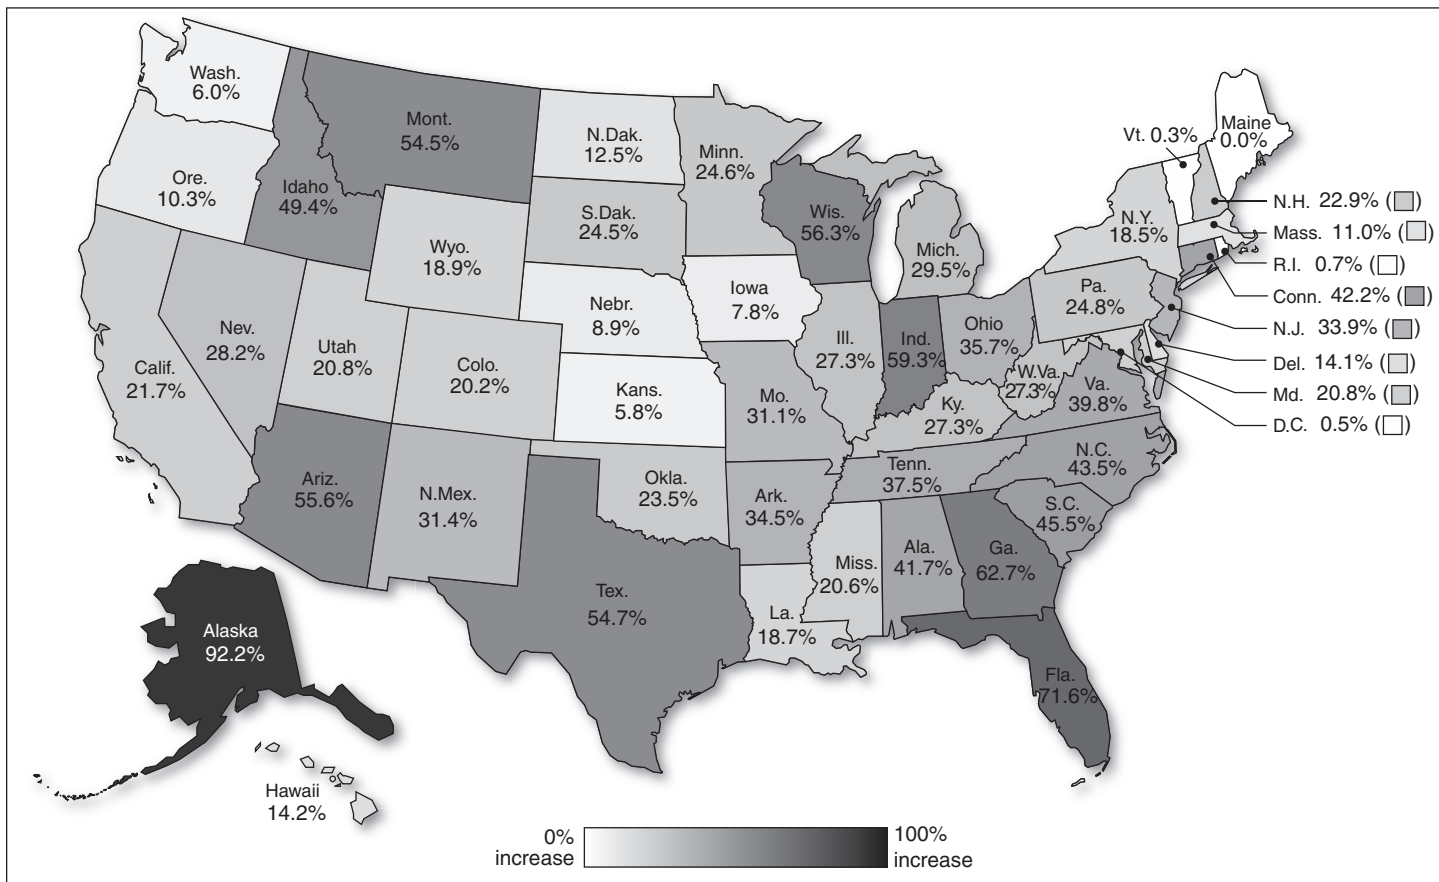 Wash.
6.0%
Mont.
54.5%
N.Dak.
12.5%
Minn.
24.6%
Vt. 0.3%
Maine
0.0%
Ore.
10.3%
Idaho
49.4%
S.Dak.
24.5%
Wis.
56.3%
N.Y.
18.5%
N.H. 22.9% ( )
Mass. 11.0% ( )
R.I. 0.7% ( )
Conn. 42.2% ( )
N.J. 33.9% ( )
Del. 14.1% ( )
Md. 20.8% ( )
D.C. 0.5% ( )
Wyo.
18.9%
Mich.
29.5%
Nebr.
8.9%
Iowa
7.8%
Pa.
24.8%
Nev.
28.2%
Utah
20.8%
Colo.
20.2%
Calif.
21.7%
Kans.
5.8%
Mo.
31.1%
Ill.
27.3%
Ind.
59.3%
Ohio
35.7%
W.Va.
27.3%
Va.
39.8%
Ky.
27.3%
N.C.
43.5%
Tenn.
37.5%
S.C.
45.5%
Ariz.
55.6%
N.Mex.
31.4%
Okla.
23.5%
Ark.
34.5%
Miss.
20.6%
Ala.
41.7%
Ga.
62.7%
Tex.
54.7%
La.
18.7%
Fla.
71.6%
Alaska
92.2%
Hawaii
14.2%
0%
increase
100%
increase